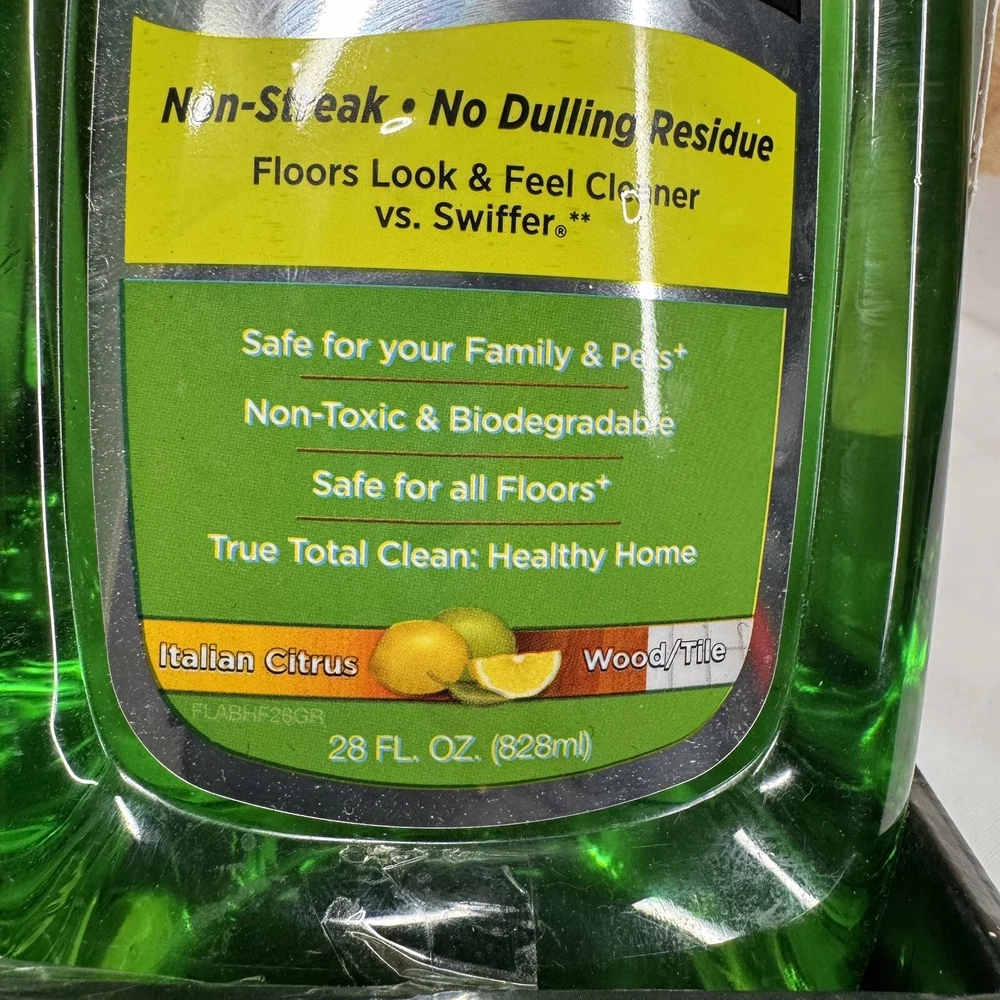 Non-Streak • No Dulling Residue
Floors Look & Feel Cleaner
vs. Swiffer®**
Safe for your Family & Pets+
Non-Toxic & Biodegradable
Safe for all Floors+
True Total Clean: Healthy Home
Italian Citrus
Wood/Tile
FLABHF28GR
28 FL. OZ. (828ml)